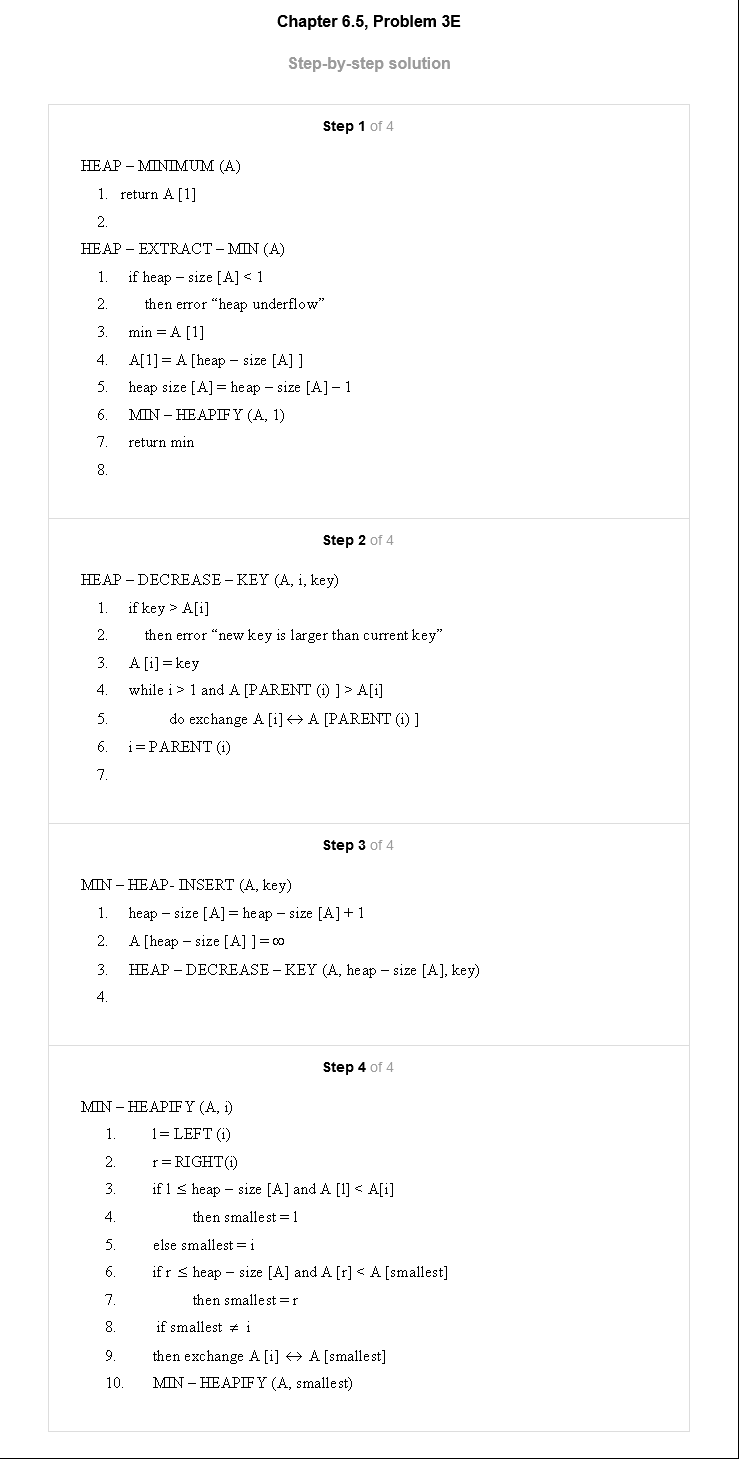 Chapter 6.5, Problem 3E
Step-by-step solution
Step 1 of 4
HEAP – MINIMUM (A)
1. return A [1]
2.
HEAP – EXTRACT – MIN (A)
1. if heap – size [A] < 1
2. then error “heap underflow”
3. min = A [1]
4. A[1] = A [heap – size [A] ]
5. heap size [A] = heap – size [A] – 1
6. MIN – HEAPIFY (A, 1)
7. return min
8.
Step 2 of 4
HEAP – DECREASE – KEY (A, i, key)
1. if key > A[i]
2. then error “new key is larger than current key”
3. A [i] = key
4. while i > 1 and A [PARENT (i) ] > A[i]
5. do exchange A [i] ↔ A [PARENT (i) ]
6. i = PARENT (i)
7.
Step 3 of 4
MIN – HEAP- INSERT (A, key)
1. heap – size [A] = heap – size [A] + 1
2. A [heap – size [A] ] = ∞
3. HEAP – DECREASE – KEY (A, heap – size [A], key)
4.
Step 4 of 4
MIN – HEAPIFY (A, i)
1. l = LEFT (i)
2. r = RIGHT(i)
3. if l ≤ heap – size [A] and A [l] < A[i]
4. then smallest = l
5. else smallest = i
6. if r ≤ heap – size [A] and A [r] < A [smallest]
7. then smallest = r
8. if smallest ≠ i
9. then exchange A [i] ↔ A [smallest]
10. MIN – HEAPIFY (A, smallest)